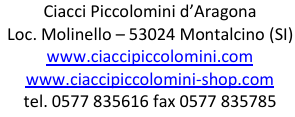 Ciacci Piccolomini d’Aragona
Loc. Molinello – 53024 Montalcino (SI)
www.ciaccipiccolomini.com
www.ciaccipiccolomini-shop.com
tel. 0577 835616 fax 0577 835785